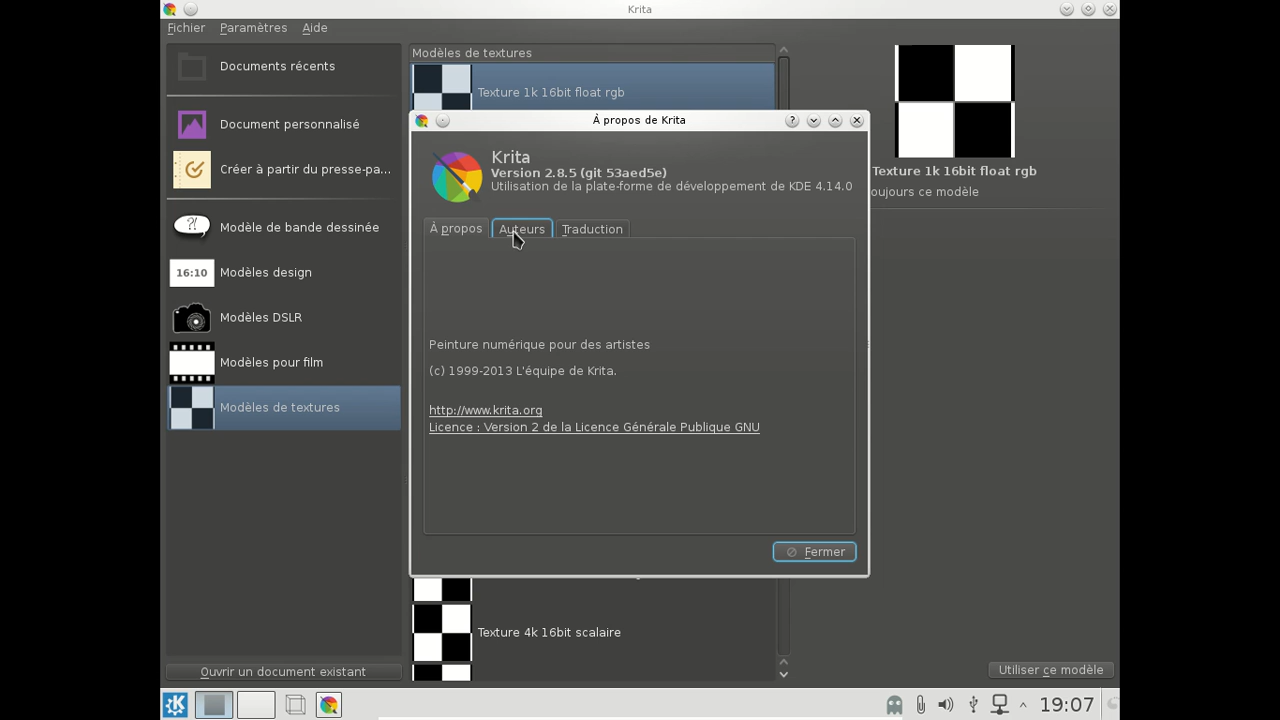 Krita
Fichier Paramètres Aide
Documents récents
Document personnalisé
Créer à partir du presse-pa...
?!
Modèle de bande dessinée
16:10
Modèles design
Modèles DSLR
Modèles pour film
Modèles de textures
Ouvrir un document existant
Modèles de textures
Texture 1k 16bit float rgb
À propos de Krita
?
Krita
Version 2.8.5 (git 53aed5e)
Utilisation de la plate-forme de développement de KDE 4.14.0
À propos Auteurs Traduction
Peinture numérique pour des artistes
(c) 1999-2013 L'équipe de Krita.
http://www.krita.org
Licence : Version 2 de la Licence Générale Publique GNU
Fermer
Texture 4k 16bit scalaire
Texture 1k 16bit float rgb
oujours ce modèle
Utiliser ce modèle
19:07